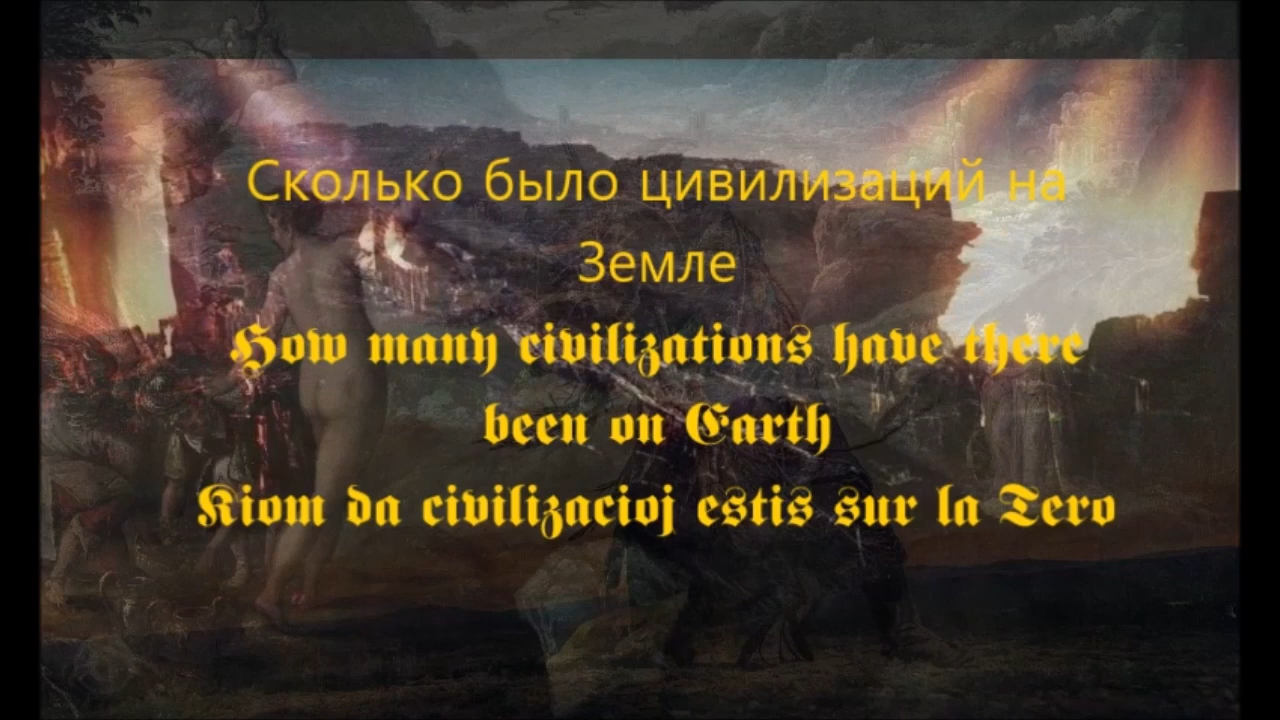 Сколько было цивилизаций на
Земле
How many civilizations have there
been on Earth
Kiom da civilizacioj estis sur la Tero